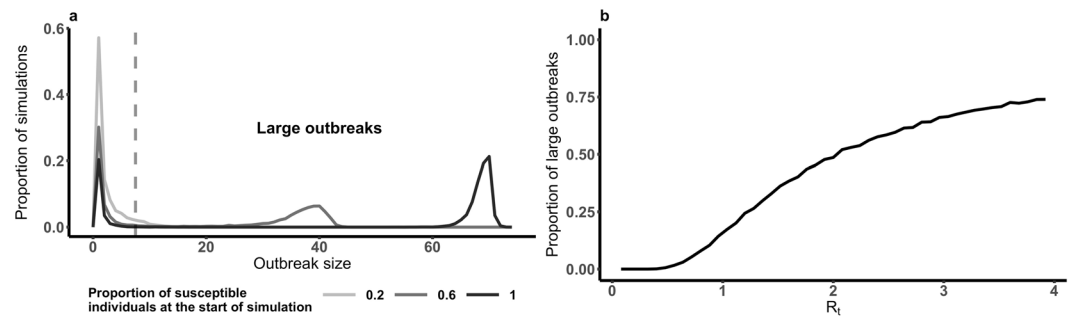 a
Proportion of simulations
0.6
0.4
0.2
0.0
Large outbreaks
0 20 40 60
Outbreak size
Proportion of susceptible
individuals at the start of simulation
0.2 0.6 1
b
Proportion of large outbreaks
1.00
0.75
0.50
0.25
0.00
0 1 2 3 4
Rt